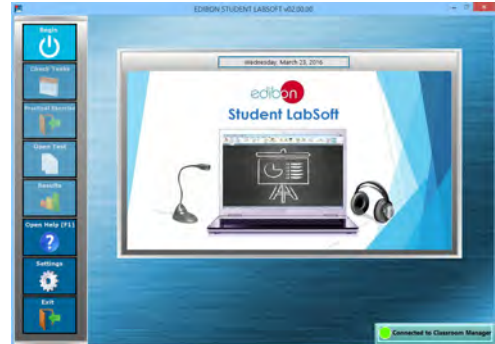 EDIBON STUDENT LABSOFT v02.00.00
Begin
Check Tasks
Practical Exercises
Open Test
Results
Open Help (F1)
Settings
Exit
Wednesday, March 23, 2016
edibon
Student LabSoft
Connected to Classroom Manager